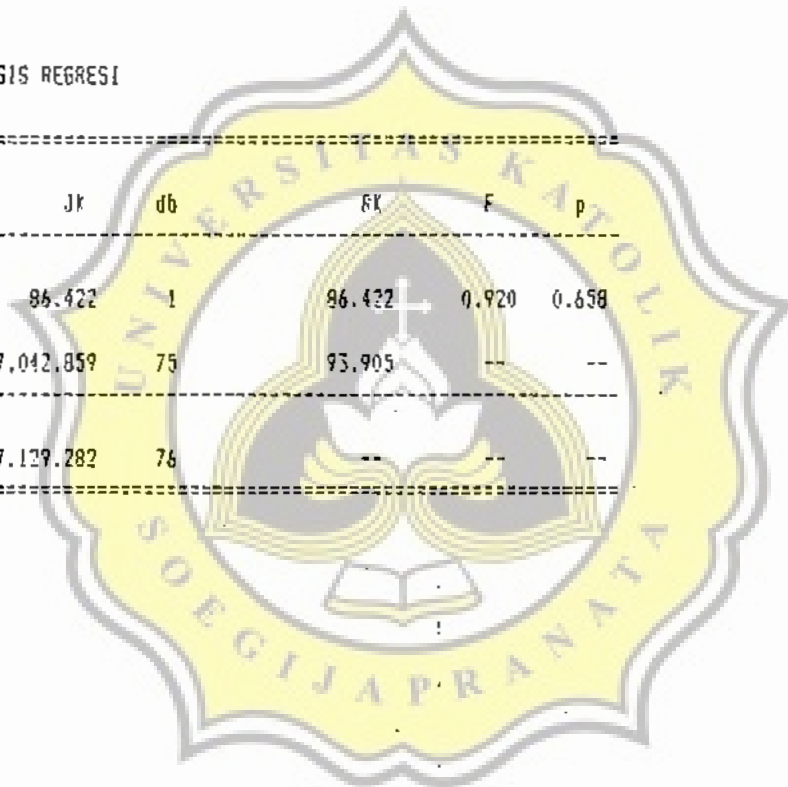 SIS REGRESI
JK db RK F p
86.422 1 86.422 0.920 0.658
7.042.859 75 93.905 -- --
7.129.282 76 -- -- --
UNIVERSITAS KATOLIK
SOEGIJAPRANATA